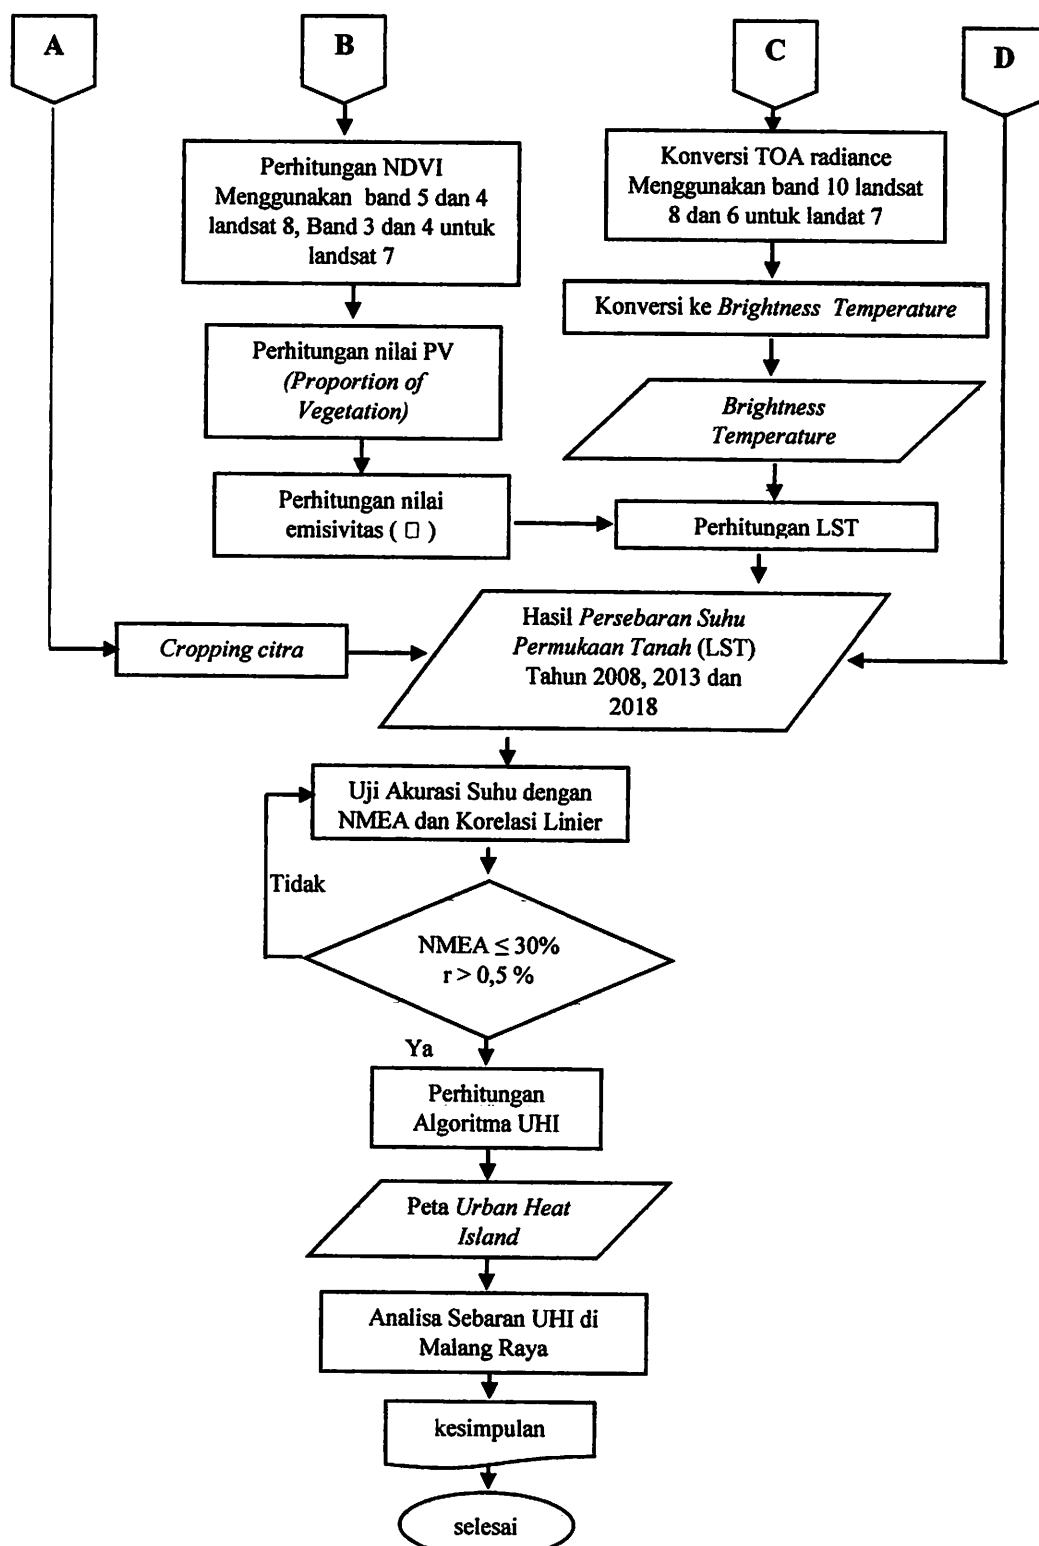 A
B
C
D
Perhitungan NDVI
Menggunakan band 5 dan 4
landsat 8, Band 3 dan 4 untuk
landsat 7
Konversi TOA radiance
Menggunakan band 10 landsat
8 dan 6 untuk landat 7
Konversi ke Brightness Temperature
Perhitungan nilai PV
(Proportion of
Vegetation)
Brightness
Temperature
Perhitungan nilai
emisivitas ( □ )
Perhitungan LST
Cropping citra
Hasil Persebaran Suhu
Permukaan Tanah (LST)
Tahun 2008, 2013 dan
2018
Uji Akurasi Suhu dengan
NMEA dan Korelasi Linier
Tidak
NMEA ≤ 30%
r > 0,5 %
Ya
Perhitungan
Algoritma UHI
Peta Urban Heat
Island
Analisa Sebaran UHI di
Malang Raya
kesimpulan
selesai